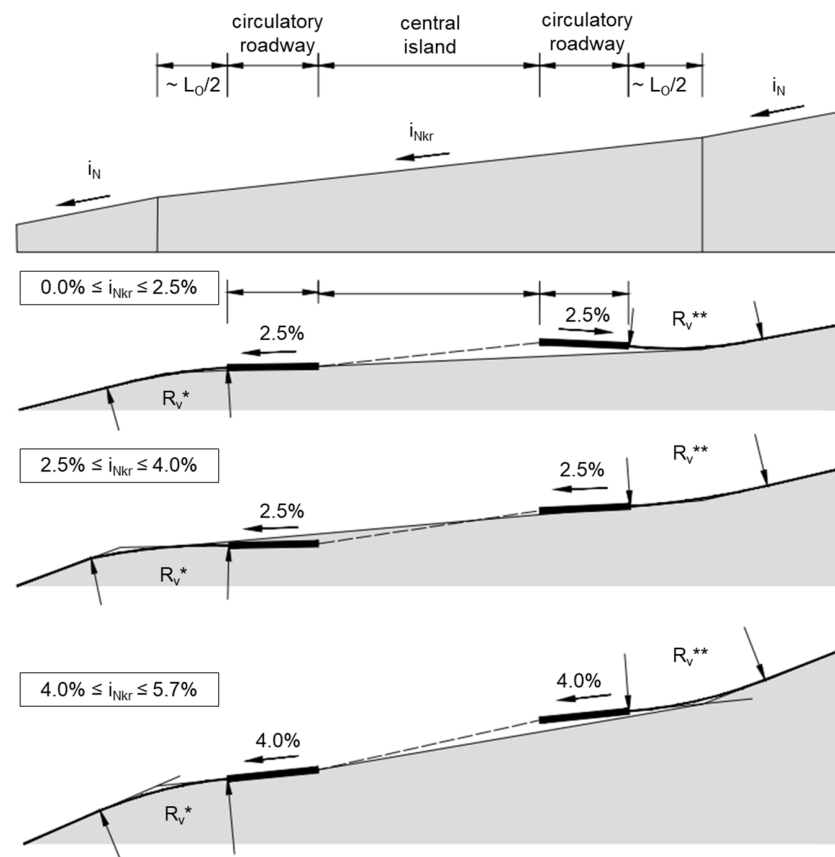 circulatory
roadway
central
island
circulatory
roadway
~ L₀/2
~ L₀/2
i_N
i_Nkr
i_N
0.0% ≤ i_Nkr ≤ 2.5%
2.5%
2.5%
R_v**
R_v*
2.5% ≤ i_Nkr ≤ 4.0%
2.5%
2.5%
R_v**
R_v*
4.0% ≤ i_Nkr ≤ 5.7%
4.0%
4.0%
R_v**
R_v*